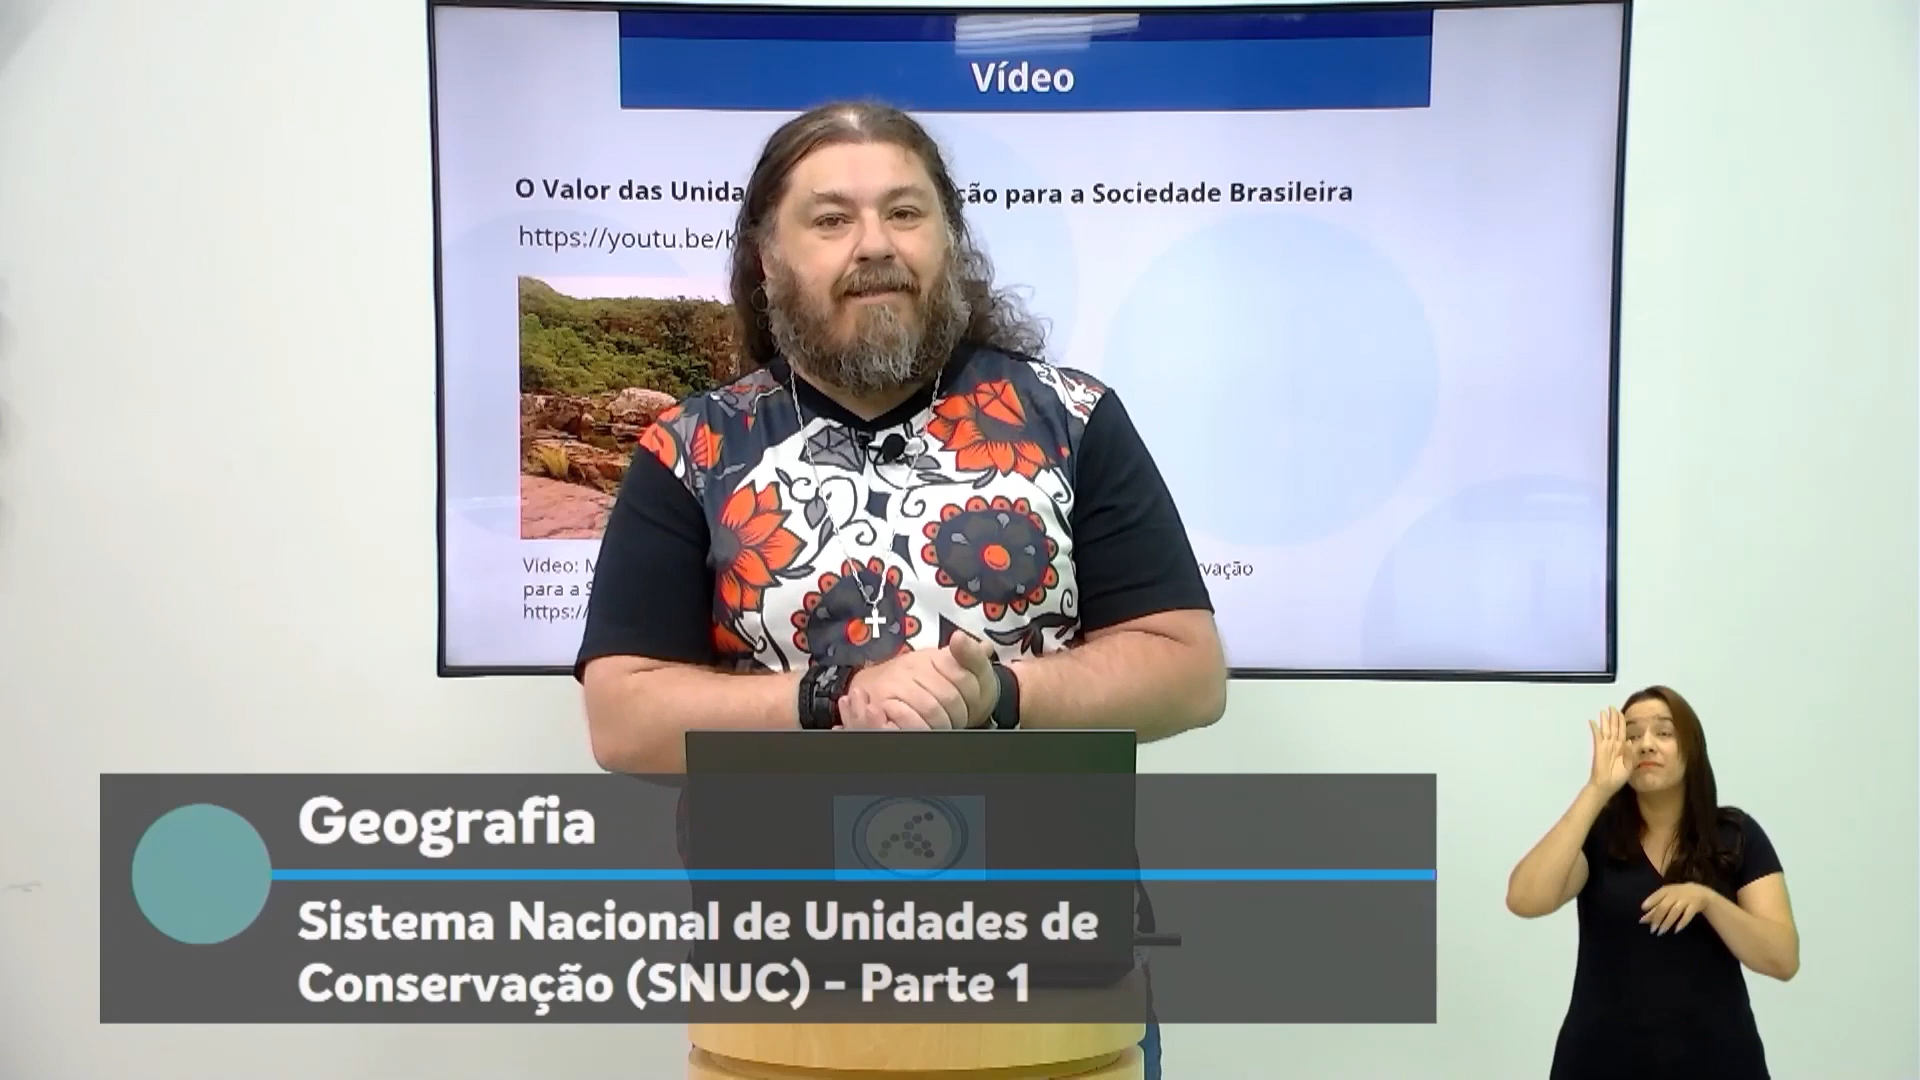 Vídeo
O Valor das Unida ção para a Sociedade Brasileira
https://youtu.be/K
Vídeo: M vação
para a S
https://
Geografia
Sistema Nacional de Unidades de
Conservação (SNUC) - Parte 1